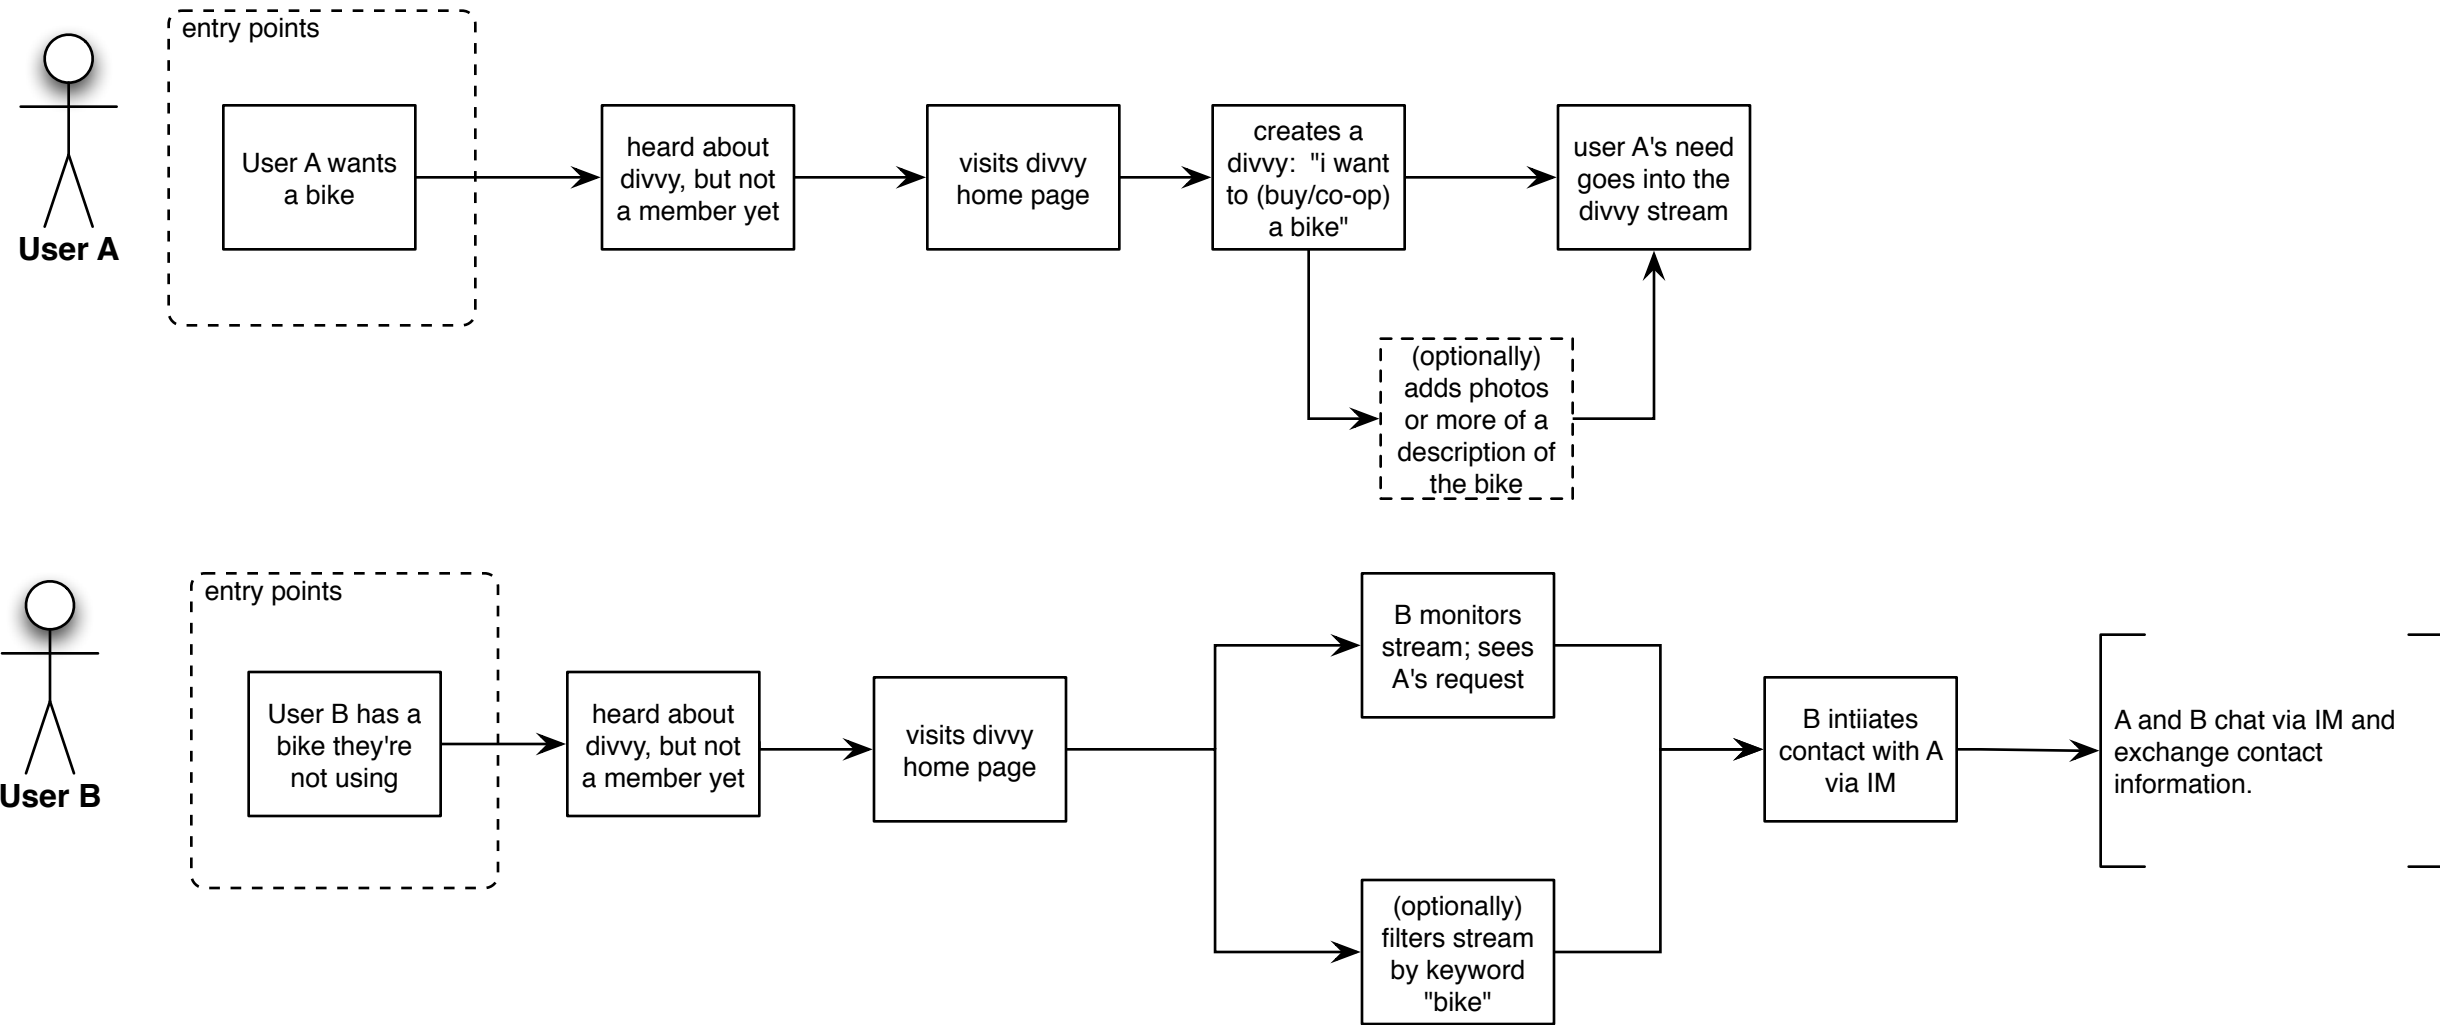 entry points
User A wants
a bike
heard about
divvy, but not
a member yet
visits divvy
home page
creates a
divvy:  "i want
to (buy/co-op)
a bike"
user A's need
goes into the
divvy stream
User A
(optionally)
adds photos
or more of a
description of
the bike
entry points
User B has a
bike they're
not using
heard about
divvy, but not
a member yet
visits divvy
home page
B monitors
stream; sees
A's request
(optionally)
filters stream
by keyword
"bike"
B intiiates
contact with A
via IM
A and B chat via IM and
exchange contact
information.
User B